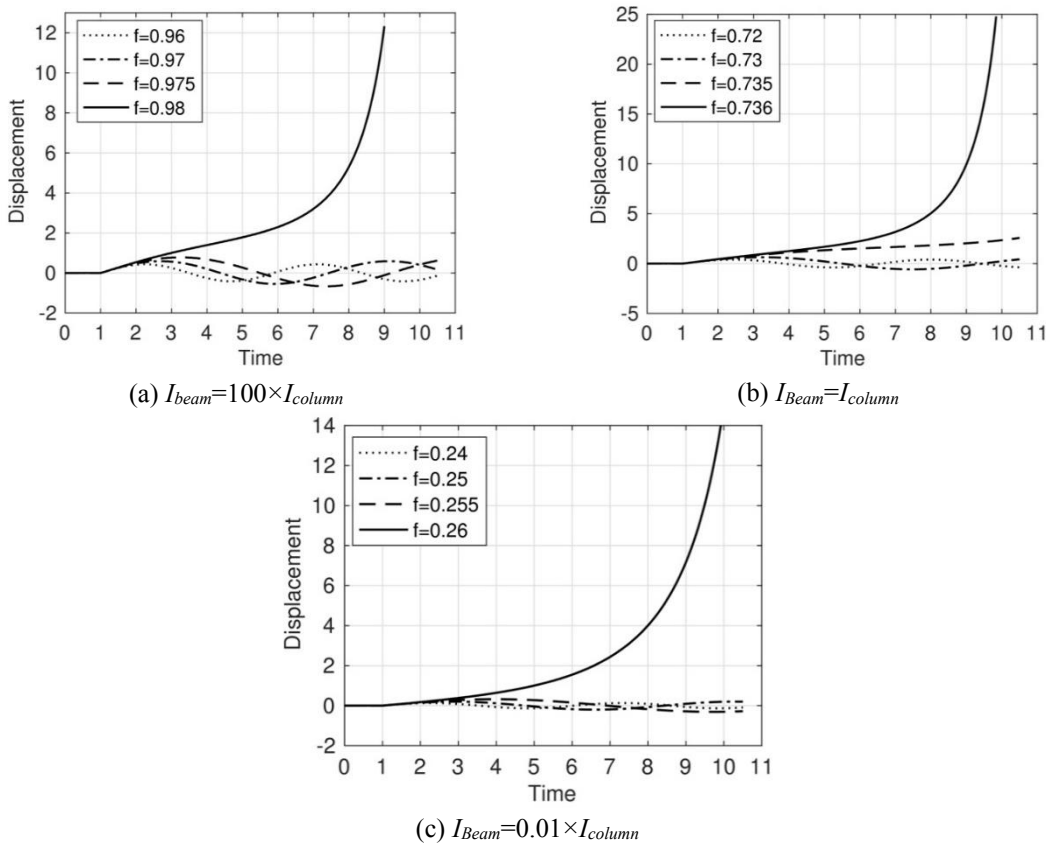 12
10
8
6
4
2
0
-2
Displacement
f=0.96
f=0.97
f=0.975
f=0.98
0 1 2 3 4 5 6 7 8 9 10 11
Time
(a) Ibeam=100×Icolumn
25
20
15
10
5
0
-5
Displacement
f=0.72
f=0.73
f=0.735
f=0.736
0 1 2 3 4 5 6 7 8 9 10 11
Time
(b) IBeam=Icolumn
14
12
10
8
6
4
2
0
-2
Displacement
f=0.24
f=0.25
f=0.255
f=0.26
0 1 2 3 4 5 6 7 8 9 10 11
Time
(c) IBeam=0.01×Icolumn